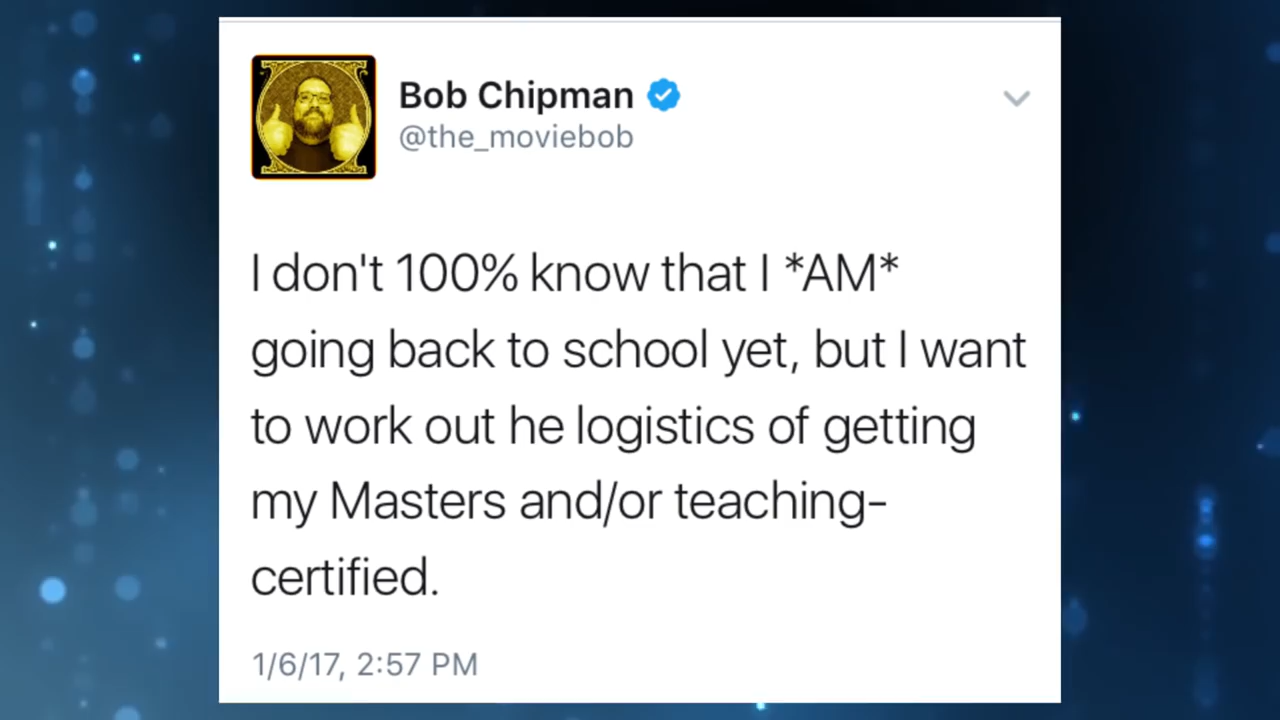 Bob Chipman
@the_moviebob
I don't 100% know that I *AM*
going back to school yet, but I want
to work out he logistics of getting
my Masters and/or teaching-
certified.
1/6/17, 2:57 PM